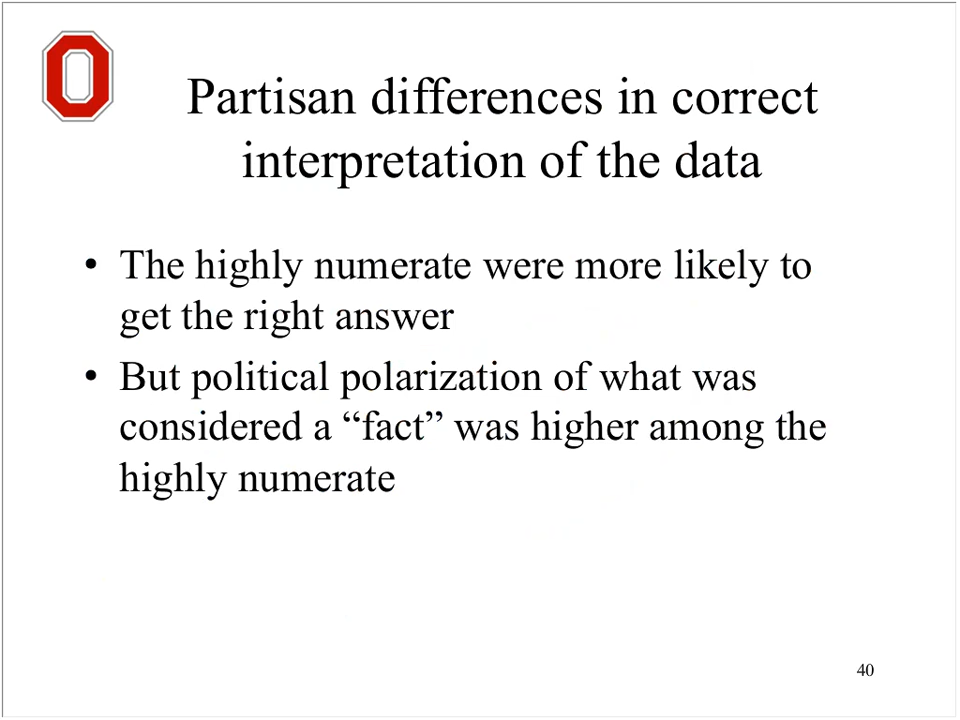 Partisan differences in correct
interpretation of the data
• The highly numerate were more likely to
get the right answer
• But political polarization of what was
considered a “fact” was higher among the
highly numerate
40